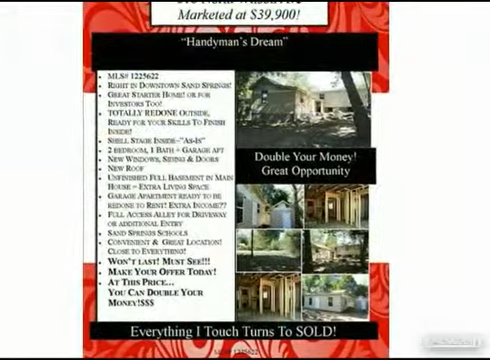 Marketed at $39,900!
"Handyman's Dream"
MLS# 1225622
RIGHT IN DOWNTOWN SAND SPRINGS!
GREAT STARTER HOME! OR FOR
INVESTORS TOO!
TOTALLY REDONE OUTSIDE,
READY FOR YOUR SKILLS TO FINISH
INSIDE!
SHELL STAGE INSIDE~"AS-IS"
2 BEDROOM, 1 BATH + GARAGE APT
NEW WINDOWS, SIDING & DOORS
NEW ROOF
UNFINISHED FULL BASEMENT IN MAIN
HOUSE = EXTRA LIVING SPACE
GARAGE APARTMENT READY TO BE
REDONE TO RENT! EXTRA INCOME??
FULL ACCESS ALLEY FOR DRIVEWAY
OR ADDITIONAL ENTRY
SAND SPRINGS SCHOOLS
CONVENIENT & GREAT LOCATION!
CLOSE TO EVERYTHING!
WON'T LAST! MUST SEE!!!
MAKE YOUR OFFER TODAY!
AT THIS PRICE...
YOU CAN DOUBLE YOUR
MONEY!$$$
Double Your Money!
Great Opportunity
Everything I Touch Turns To SOLD!
1225622